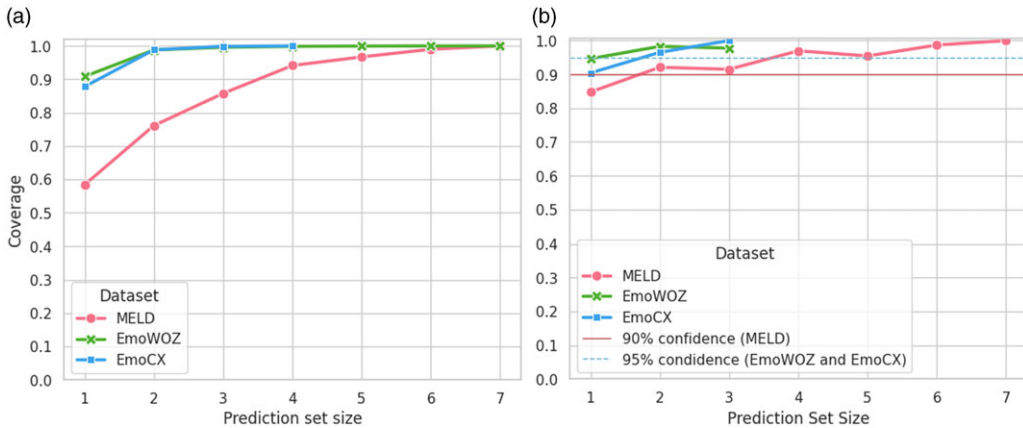 (a)
1.0
0.9
0.8
0.7
0.6
0.5
0.4
0.3
0.2
0.1
0.0
Coverage
Dataset
MELD
EmoWOZ
EmoCX
1 2 3 4 5 6 7
Prediction set size
(b)
1.0
0.9
0.8
0.7
0.6
0.5
0.4
0.3
0.2
0.1
0.0
Dataset
MELD
EmoWOZ
EmoCX
90% confidence (MELD)
95% condidence (EmoWOZ and EmoCX)
1 2 3 4 5 6 7
Prediction Set Size